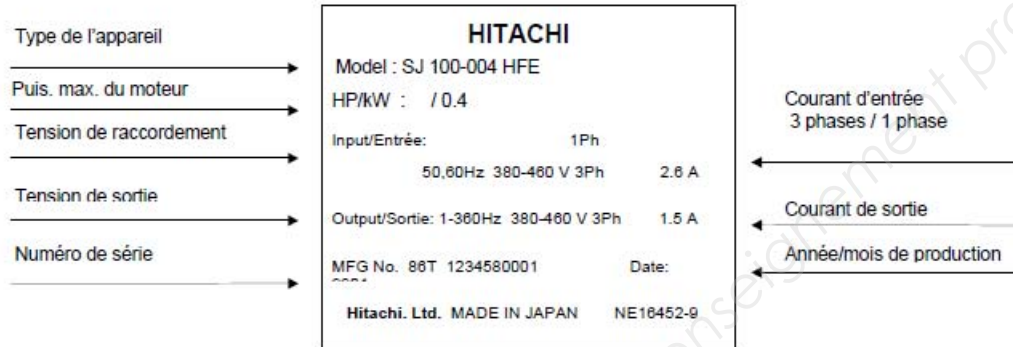 Type de l'appareil
Puis. max. du moteur
Tension de raccordement
Tension de sortie
Numéro de série
HITACHI
Model : SJ 100-004 HFE
HP/kW : / 0.4
Input/Entrée: 1Ph
50,60Hz 380-460 V 3Ph 2.6 A
Output/Sortie: 1-360Hz 380-460 V 3Ph 1.5 A
MFG No. 86T 1234580001 Date:
Hitachi. Ltd. MADE IN JAPAN NE16452-9
Courant d'entrée
3 phases / 1 phase
Courant de sortie
Année/mois de production
enseignement pro